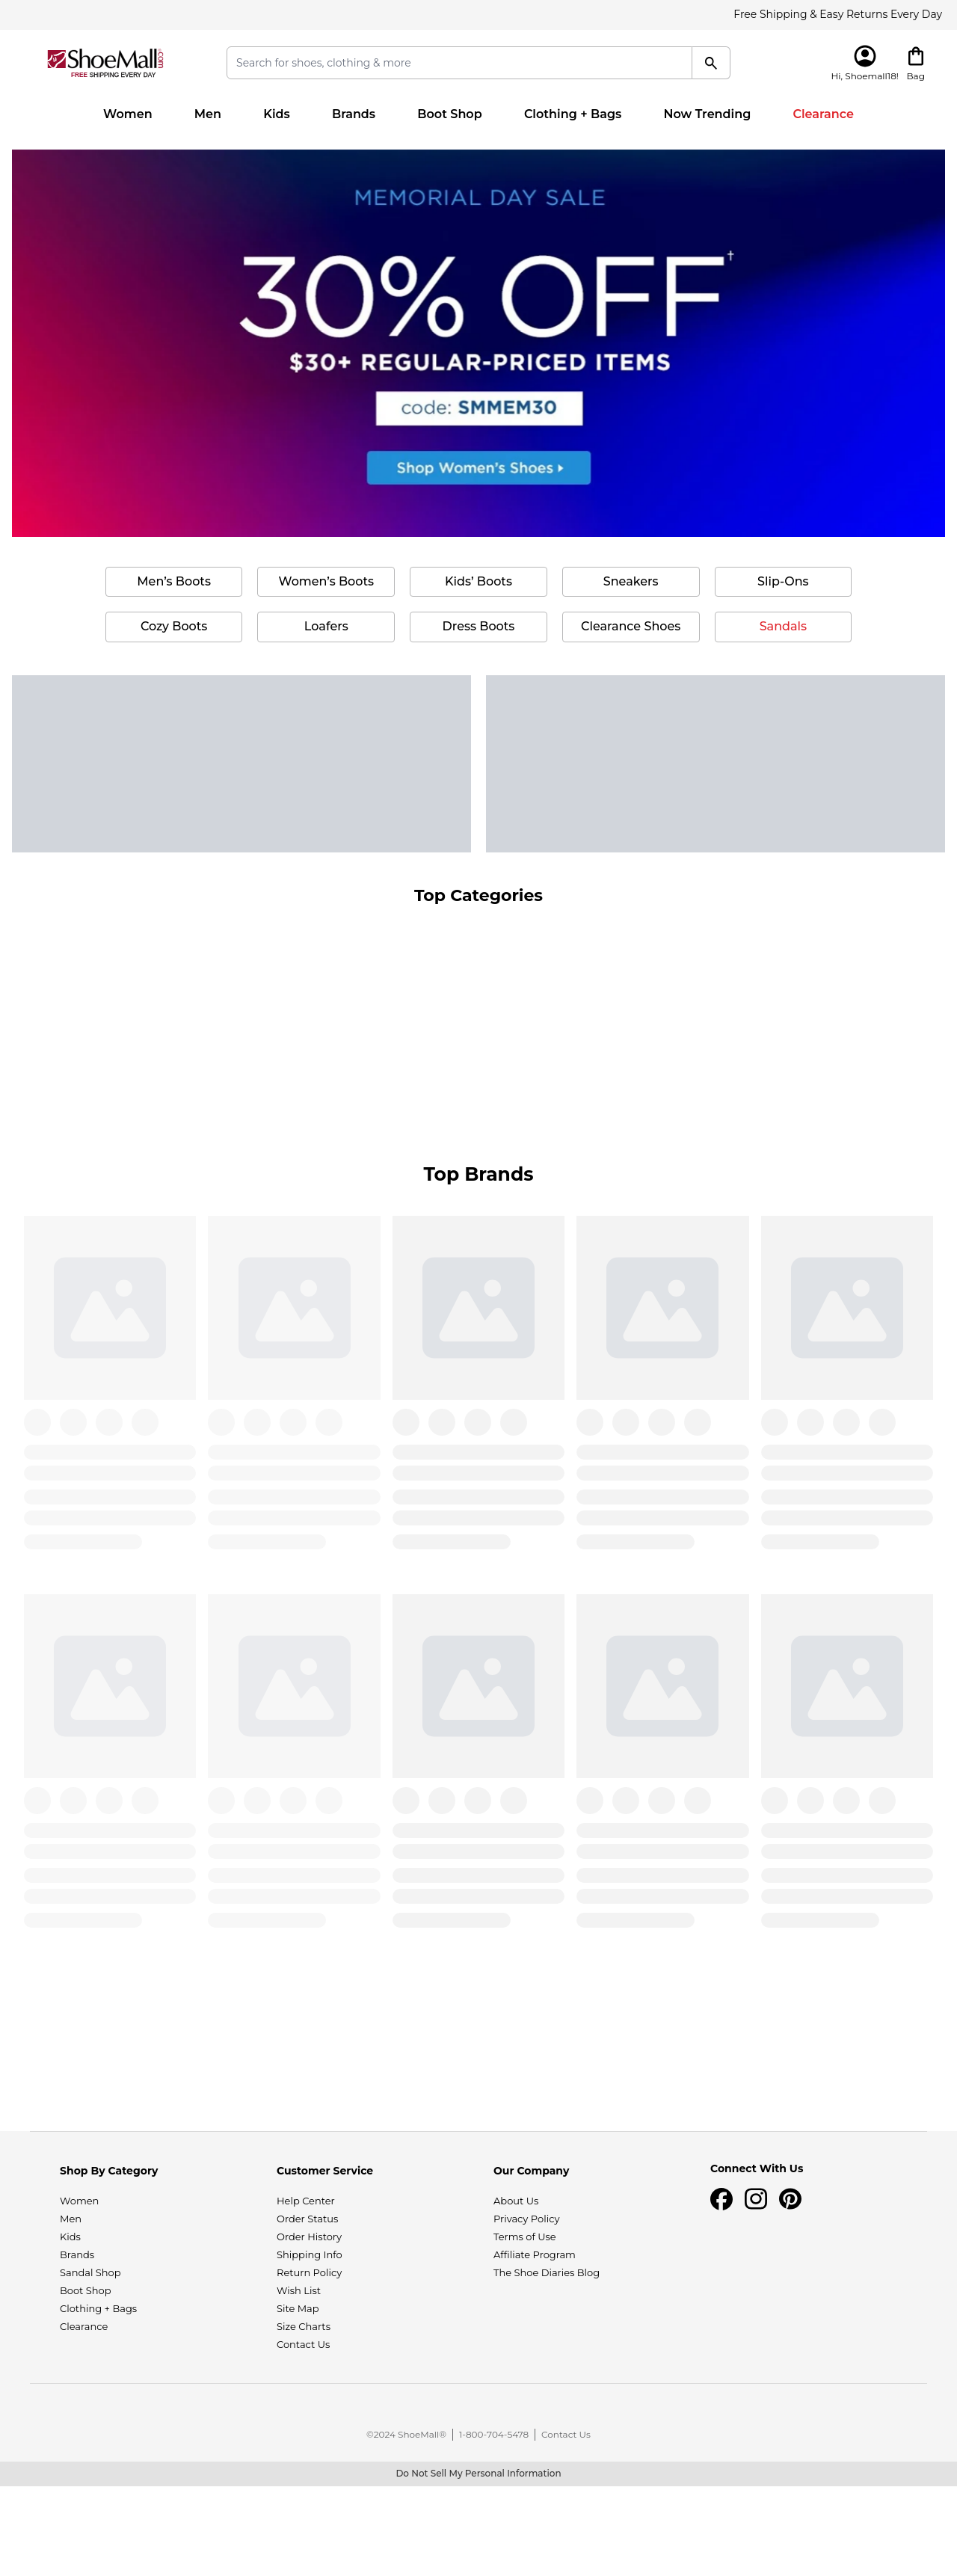 Free Shipping & Easy Returns Every Day
ShoeMall.com
FREE SHIPPING EVERY DAY
Search for shoes, clothing & more
Hi, Shoemall18!
Bag
Women
Men
Kids
Brands
Boot Shop
Clothing + Bags
Now Trending
Clearance
MEMORIAL DAY SALE
30% OFF†
$30+ REGULAR-PRICED ITEMS
code: SMMEM30
Shop Women's Shoes
Men’s Boots
Women’s Boots
Kids’ Boots
Sneakers
Slip-Ons
Cozy Boots
Loafers
Dress Boots
Clearance Shoes
Sandals
Top Categories
Top Brands
Shop By Category
Women
Men
Kids
Brands
Sandal Shop
Boot Shop
Clothing + Bags
Clearance
Customer Service
Help Center
Order Status
Order History
Shipping Info
Return Policy
Wish List
Site Map
Size Charts
Contact Us
Our Company
About Us
Privacy Policy
Terms of Use
Affiliate Program
The Shoe Diaries Blog
Connect With Us
©2024 ShoeMall®
1-800-704-5478
Contact Us
Do Not Sell My Personal Information